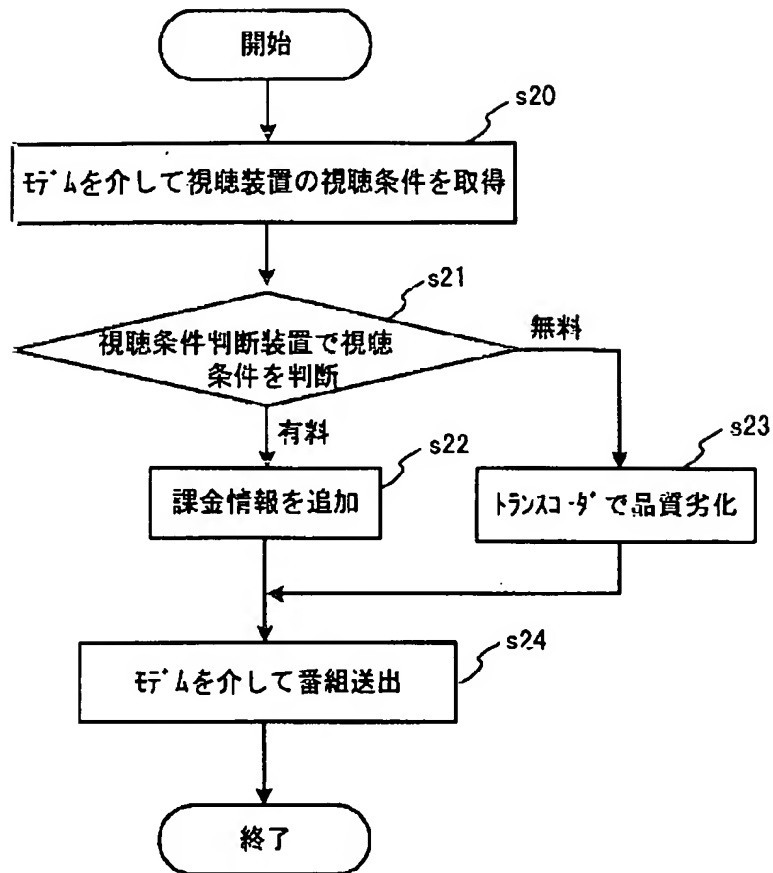 開始
s20
ﾓﾃﾞﾑを介して視聴装置の視聴条件を取得
s21
視聴条件判断装置で視聴
条件を判断
無料
有料
s22
課金情報を追加
s23
ﾄﾗﾝｽｺｰﾀﾞで品質劣化
s24
ﾓﾃﾞﾑを介して番組送出
終了